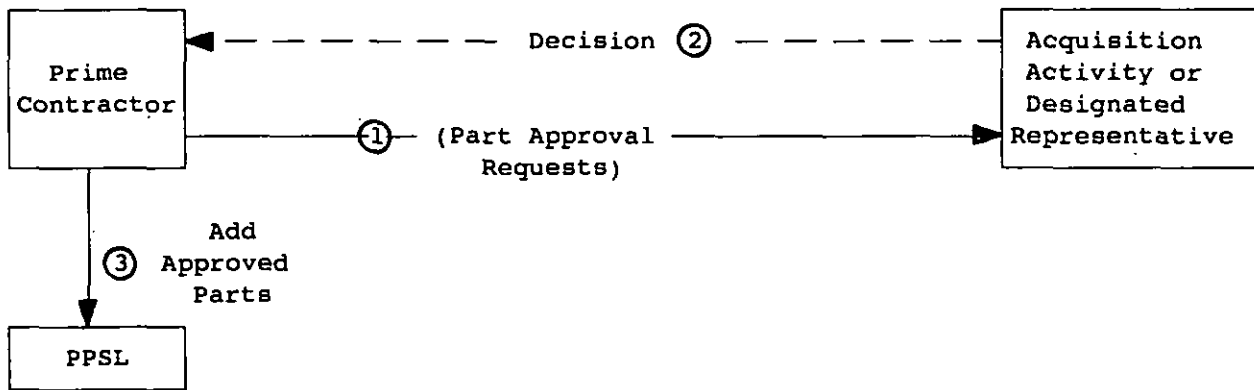 Prime
Contractor
Decision ②
Acquisition
Activity or
Designated
Representative
① (Part Approval
Requests)
③ Add
Approved
Parts
PPSL